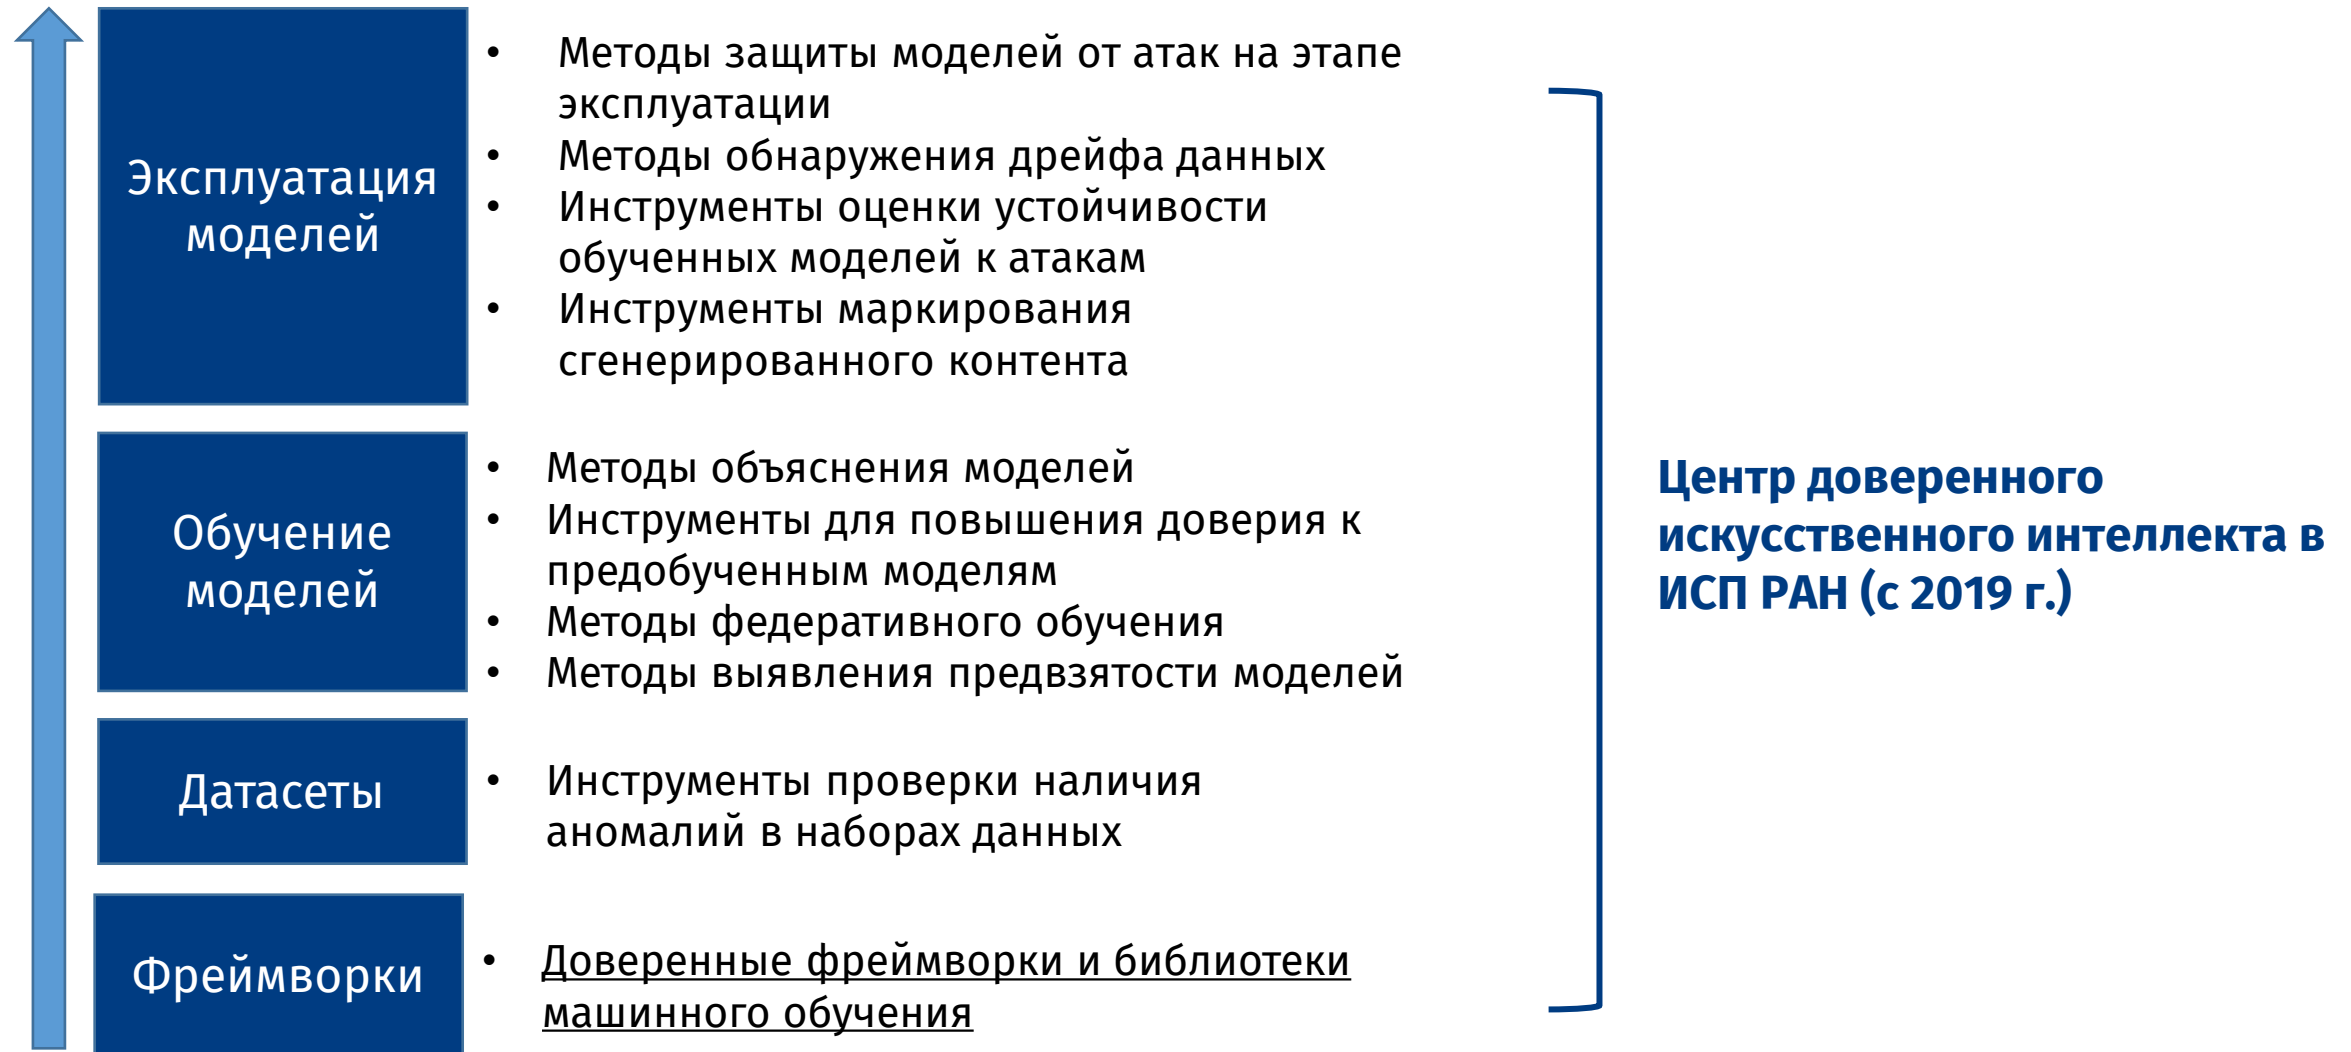 Эксплуатация
моделей
• Методы защиты моделей от атак на этапе
эксплуатации
• Методы обнаружения дрейфа данных
• Инструменты оценки устойчивости
обученных моделей к атакам
• Инструменты маркирования
сгенерированного контента
Обучение
моделей
• Методы объяснения моделей
• Инструменты для повышения доверия к
предобученным моделям
• Методы федеративного обучения
• Методы выявления предвзятости моделей
Датасеты
• Инструменты проверки наличия
аномалий в наборах данных
Фреймворки
• Доверенные фреймворки и библиотеки
машинного обучения
Центр доверенного
искусственного интеллекта в
ИСП РАН (с 2019 г.)